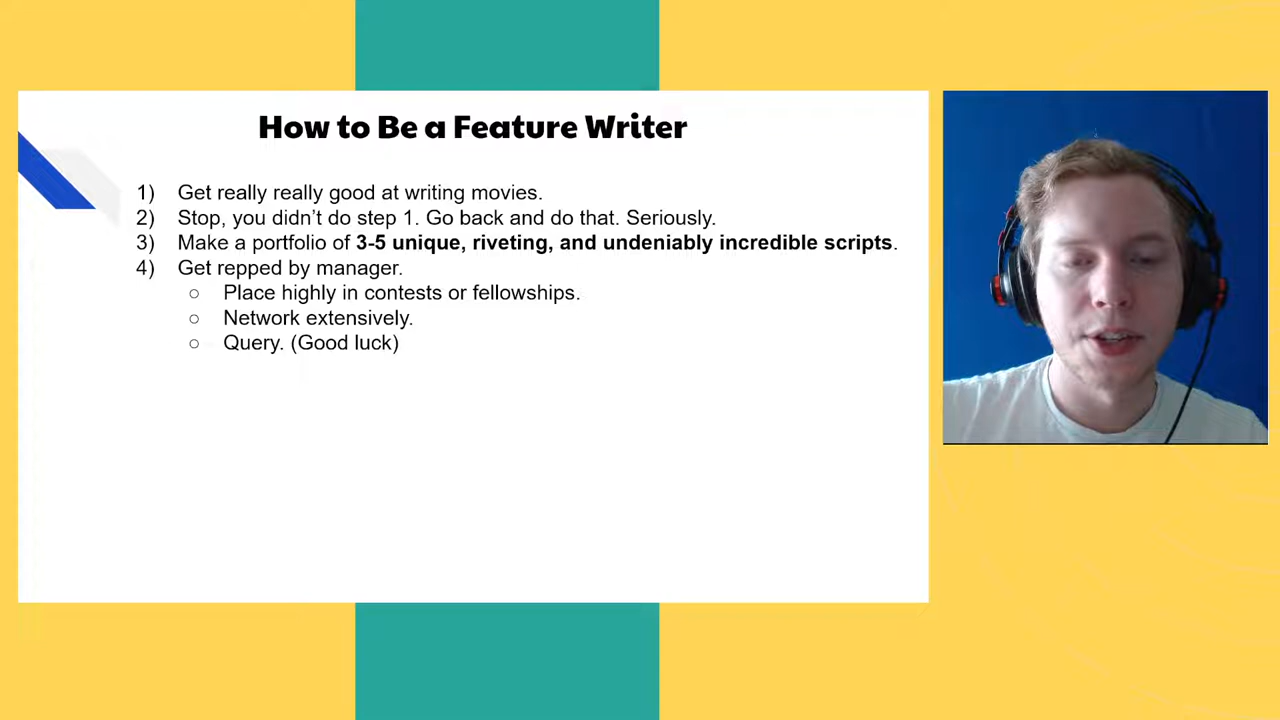 How to Be a Feature Writer
1) Get really really good at writing movies.
2) Stop, you didn't do step 1. Go back and do that. Seriously.
3) Make a portfolio of 3-5 unique, riveting, and undeniably incredible scripts.
4) Get repped by manager.
○ Place highly in contests or fellowships.
○ Network extensively.
○ Query. (Good luck)